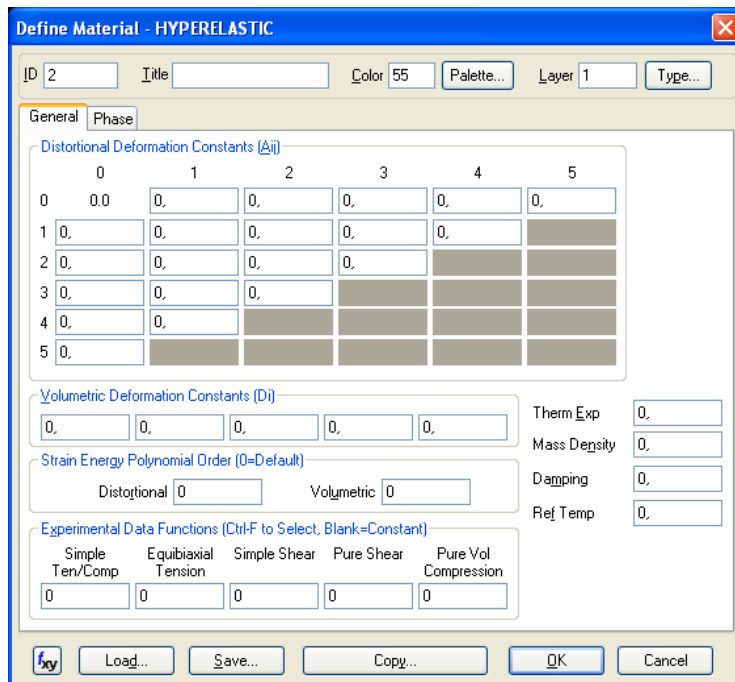 Define Material - HYPERELASTIC
ID 2 Title Color 55 Palette... Layer 1 Type...
General Phase
Distortional Deformation Constants (Aij)
0 1 2 3 4 5
0 0.0 0, 0, 0, 0, 0,
1 0, 0, 0, 0, 0,
2 0, 0, 0, 0,
3 0, 0, 0,
4 0, 0,
5 0,
Volumetric Deformation Constants (Di)
0, 0, 0, 0, 0,
Therm Exp 0,
Mass Density 0,
Strain Energy Polynomial Order (0=Default)
Distortional 0 Volumetric 0
Damping 0,
Ref Temp 0,
Experimental Data Functions (Ctrl-F to Select, Blank=Constant)
Simple Ten/Comp Equibiaxial Tension Simple Shear Pure Shear Pure Vol Compression
0 0 0 0 0
fxy Load... Save... Copy... OK Cancel